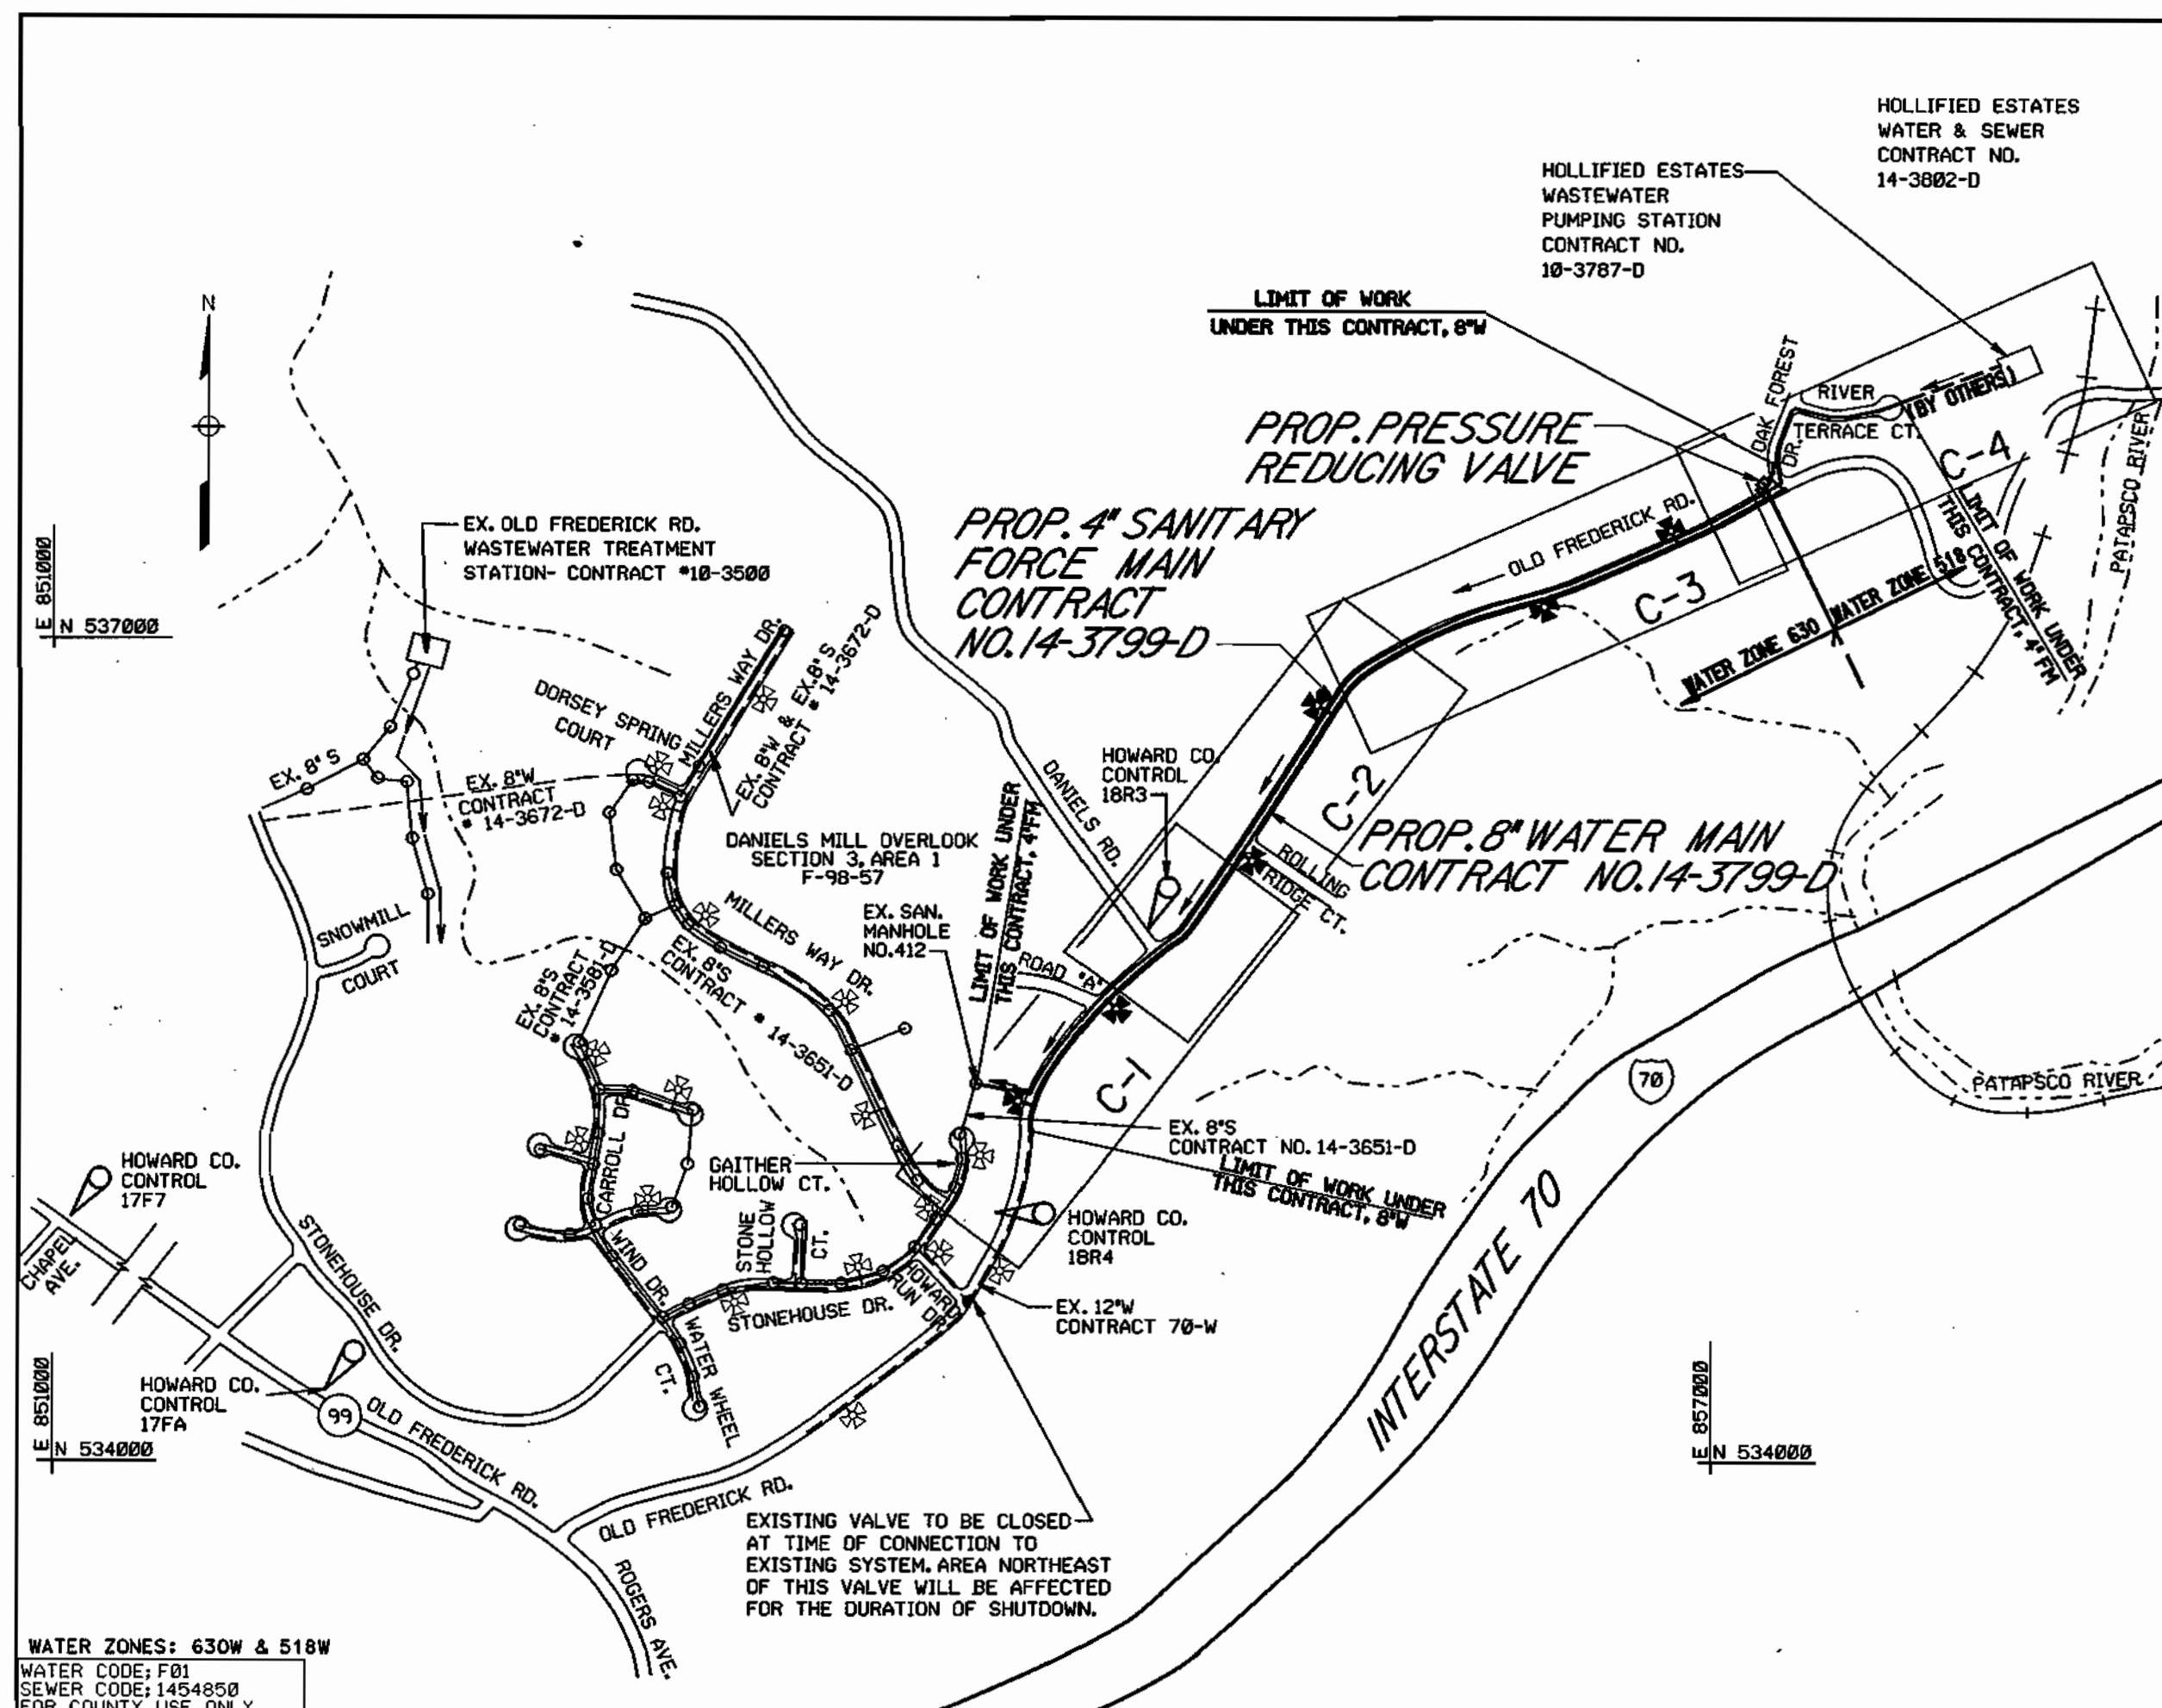 HOLLIFIED ESTATES
WATER & SEWER
CONTRACT NO.
14-3802-D
HOLLIFIED ESTATES
WASTEWATER
PUMPING STATION
CONTRACT NO.
10-3787-D
LIMIT OF WORK
UNDER THIS CONTRACT, 8"W
N
PROP. PRESSURE
REDUCING VALVE
OAK FOREST
DR.
RIVER
TERRACE CT.
(BY OTHERS)
C-4
PATAPSCO RIVER
LIMIT OF WORK UNDER
THIS CONTRACT, 4" FM
OLD FREDERICK RD.
C-3
WATER ZONE 630
WATER ZONE 518
PROP. 4" SANITARY
FORCE MAIN
CONTRACT
NO. 14-3799-D
EX. OLD FREDERICK RD.
WASTEWATER TREATMENT
STATION- CONTRACT #10-3500
E 851000
N 537000
DORSEY SPRING
COURT
MILLERS WAY DR.
EX. 8"W & EX. 8"S
CONTRACT # 14-3672-D
EX. 8"S
EX. 8"W
CONTRACT
# 14-3672-D
DANIELS MILL OVERLOOK
SECTION 3, AREA 1
F-98-57
DANIELS RD.
HOWARD CO.
CONTROL
18R3
C-2
PROP. 8" WATER MAIN
CONTRACT NO. 14-3799-D
ROLLING
RIDGE CT.
LIMIT OF WORK UNDER
THIS CONTRACT, 4"FM
EX. SAN.
MANHOLE
NO. 412
ROAD "A"
SNOWMILL
COURT
MILLERS WAY DR.
EX. 8"S
CONTRACT # 14-3651-D
EX. 8"S
CONTRACT
# 14-3581-D
C-1
70
PATAPSCO RIVER
EX. 8"S
CONTRACT NO. 14-3651-D
LIMIT OF WORK UNDER
THIS CONTRACT, 8"W
GAITHER
HOLLOW CT.
CARROLL DR.
HOWARD CO.
CONTROL
17F7
CHAPEL
AVE.
STONEHOUSE DR.
WIND DR.
STONE
HOLLOW
CT.
HOWARD CO.
CONTROL
18R4
HOWARD
RUN DR.
STONEHOUSE DR.
EX. 12"W
CONTRACT 70-W
WATER WHEEL
CT.
INTERSTATE 70
HOWARD CO.
CONTROL
17FA
99
OLD FREDERICK RD.
E 851000
N 534000
E 857000
N 534000
OLD FREDERICK RD.
ROGERS AVE.
EXISTING VALVE TO BE CLOSED
AT TIME OF CONNECTION TO
EXISTING SYSTEM. AREA NORTHEAST
OF THIS VALVE WILL BE AFFECTED
FOR THE DURATION OF SHUTDOWN.
WATER ZONES: 630W & 518W
WATER CODE; F01
SEWER CODE; 1454850
FOR COUNTY USE ONLY